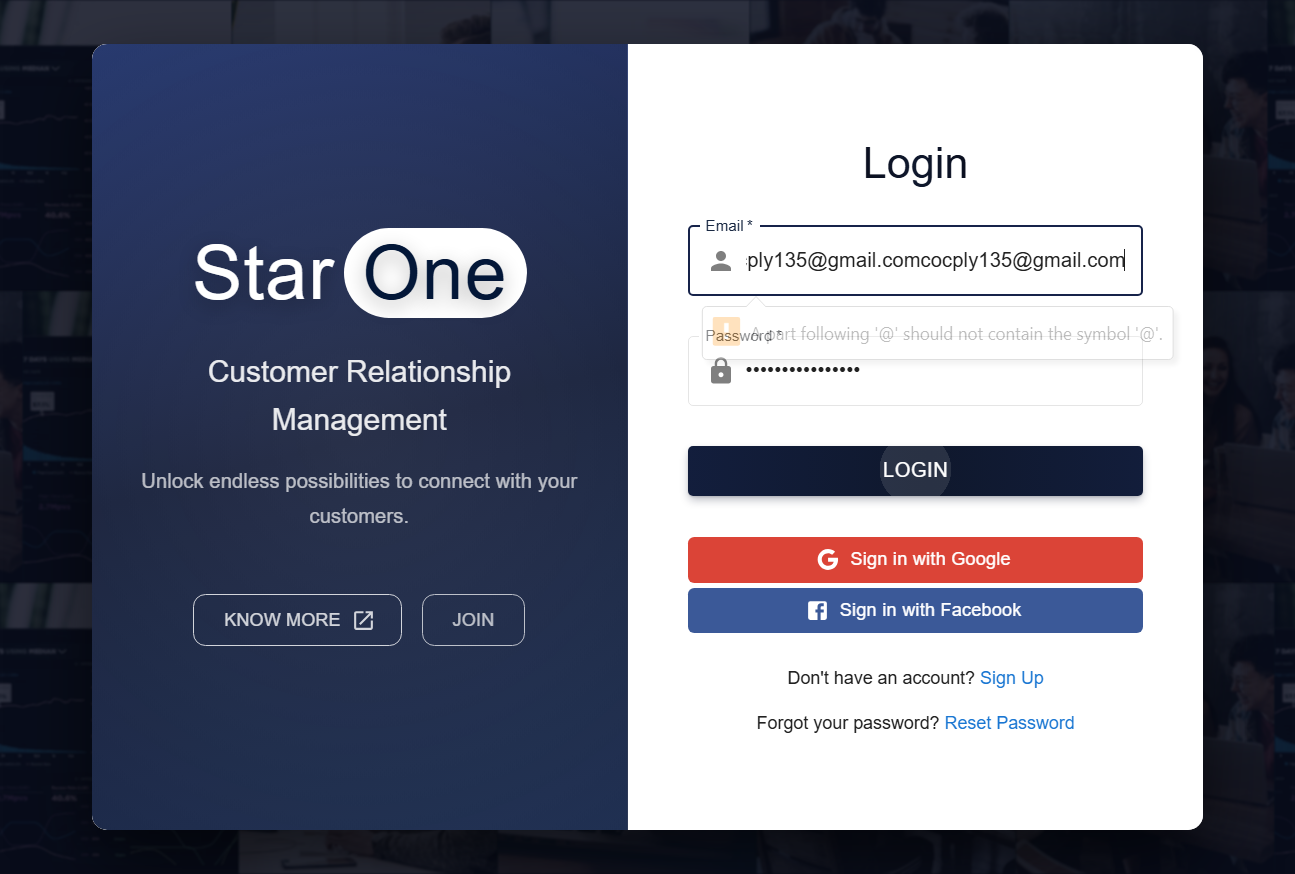 Star One
Customer Relationship
Management
Unlock endless possibilities to connect with your
customers.
KNOW MORE
JOIN
Login
Email *
ply135@gmail.comcocply135@gmail.com
A part following '@' should not contain the symbol '@'.
Password *
••••••••••••••••
LOGIN
Sign in with Google
Sign in with Facebook
Don't have an account? Sign Up
Forgot your password? Reset Password